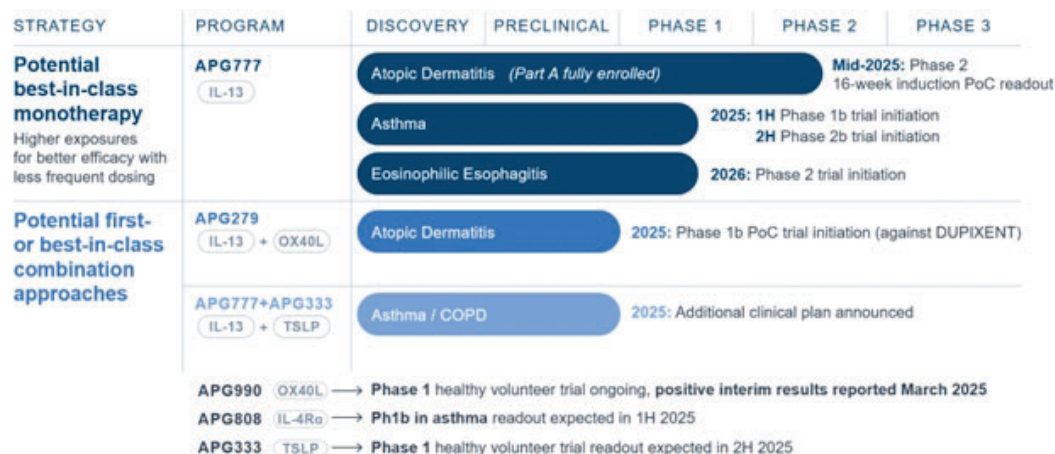 STRATEGY PROGRAM DISCOVERY PRECLINICAL PHASE 1 PHASE 2 PHASE 3
Potential
best-in-class
monotherapy
Higher exposures
for better efficacy with
less frequent dosing
APG777
IL-13
Atopic Dermatitis (Part A fully enrolled)
Mid-2025: Phase 2
16-week induction PoC readout
Asthma
2025: 1H Phase 1b trial initiation
2H Phase 2b trial initiation
Eosinophilic Esophagitis
2026: Phase 2 trial initiation
Potential first-
or best-in-class
combination
approaches
APG279
IL-13 + OX40L
Atopic Dermatitis
2025: Phase 1b PoC trial initiation (against DUPIXENT)
APG777+APG333
IL-13 + TSLP
Asthma / COPD
2025: Additional clinical plan announced
APG990 OX40L → Phase 1 healthy volunteer trial ongoing, positive interim results reported March 2025
APG808 IL-4Rα → Ph1b in asthma readout expected in 1H 2025
APG333 TSLP → Phase 1 healthy volunteer trial readout expected in 2H 2025